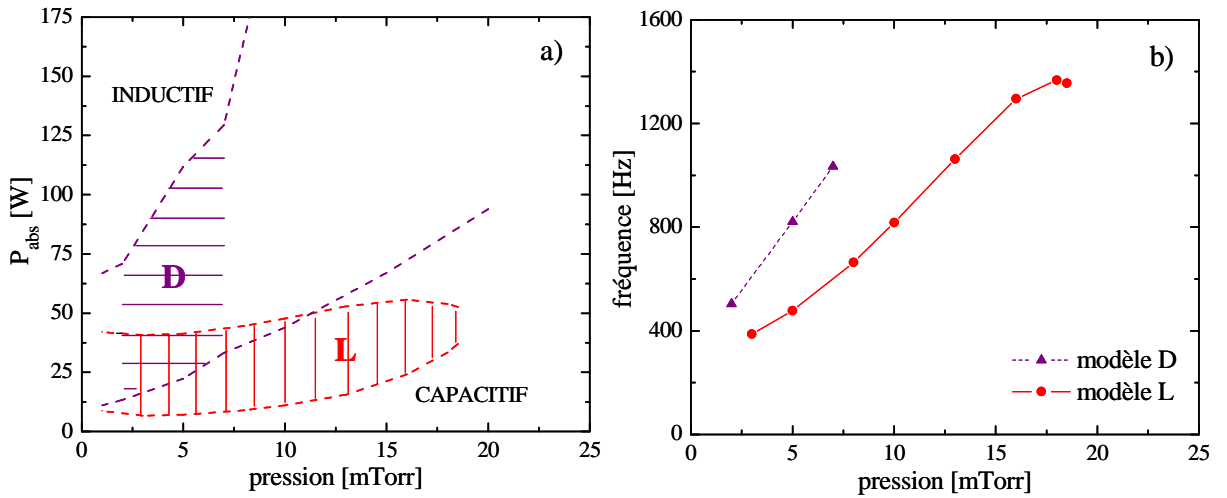 a)
P_abs [W]
175
150
125
100
75
50
25
0
INDUCTIF
D
L
CAPACITIF
0 5 10 15 20 25
pression [mTorr]
b)
fréquence [Hz]
1600
1200
800
400
0
modèle D
modèle L
0 5 10 15 20 25
pression [mTorr]